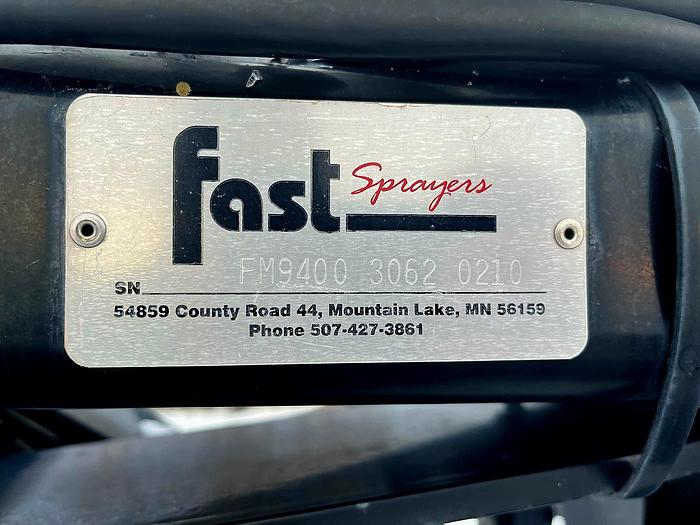 fast Sprayers
SN FM9400 3062 0210
54859 County Road 44, Mountain Lake, MN 56159
Phone 507-427-3861